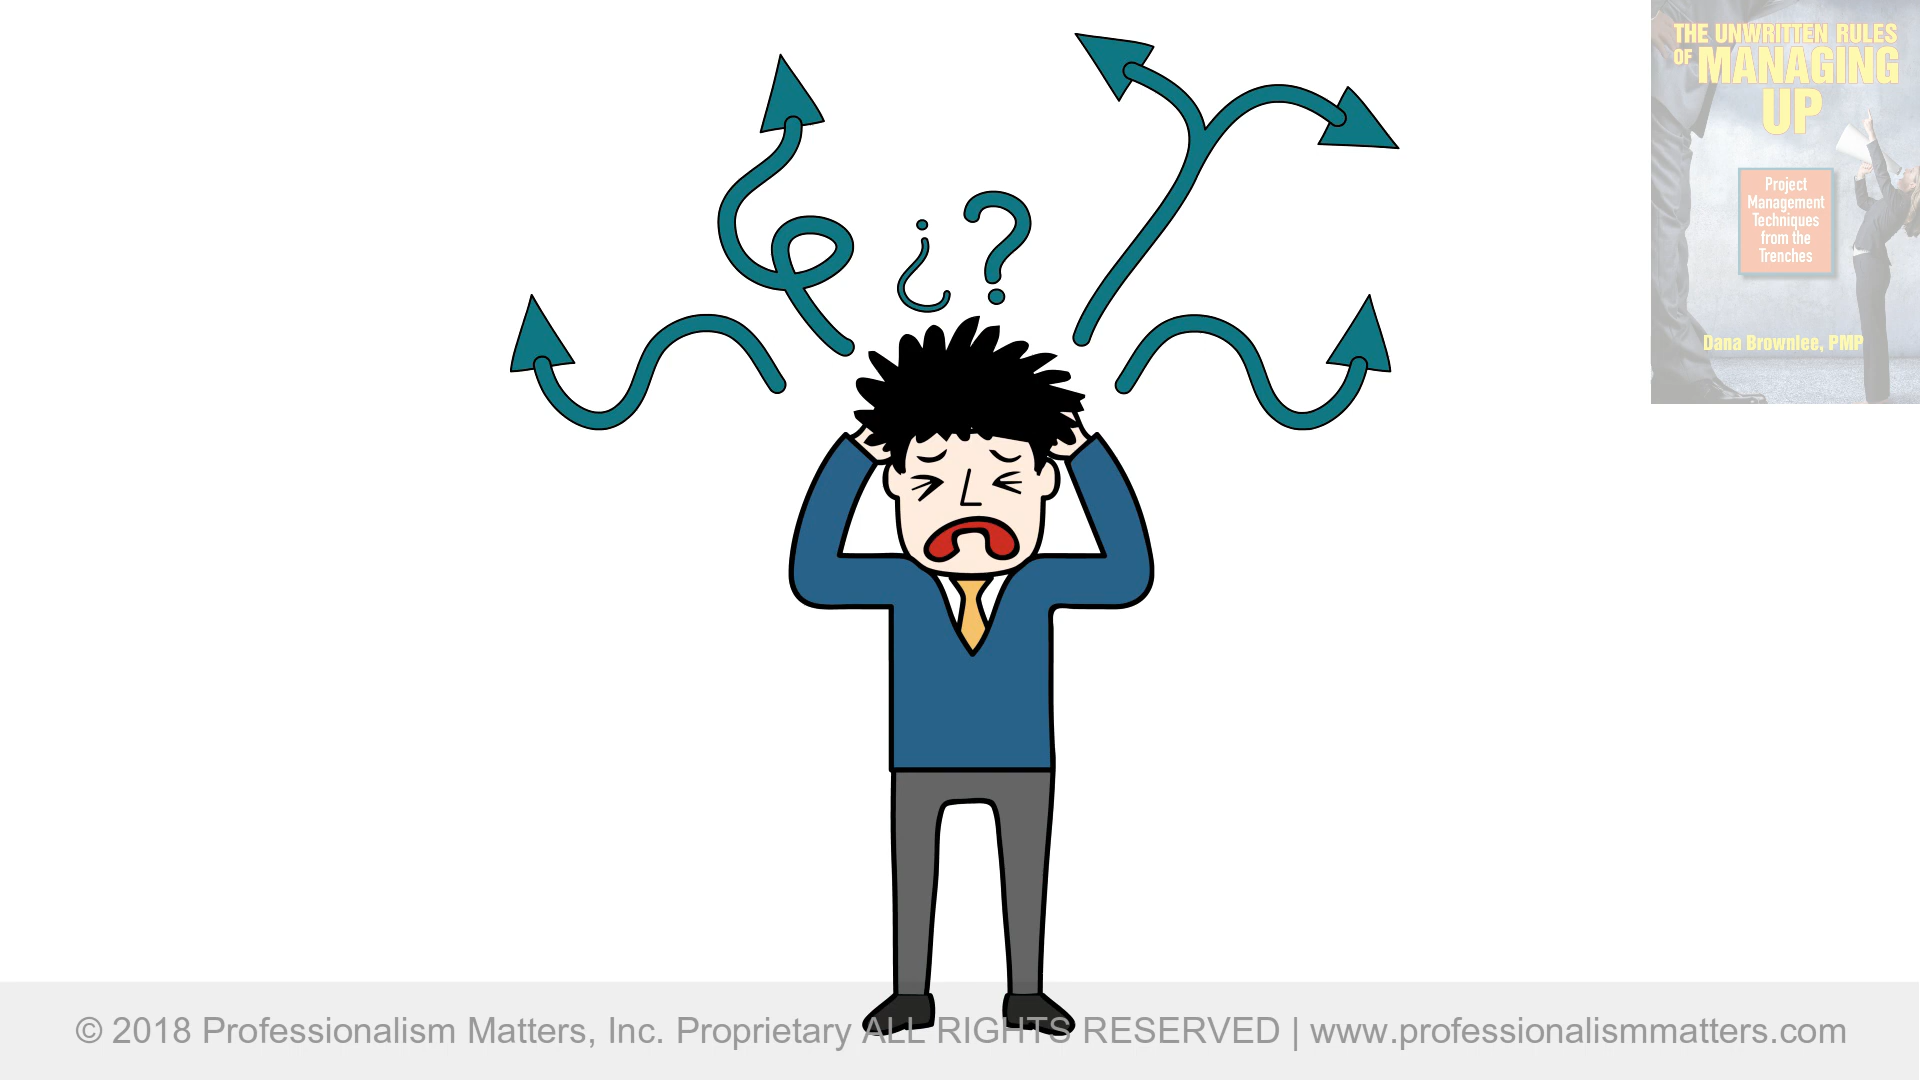 THE UNWRITTEN RULES
OF MANAGING
UP
Project
Management
Techniques
from the
Trenches
Dana Brownlee, PMP
¿ ?
© 2018 Professionalism Matters, Inc. Proprietary ALL RIGHTS RESERVED | www.professionalismmatters.com